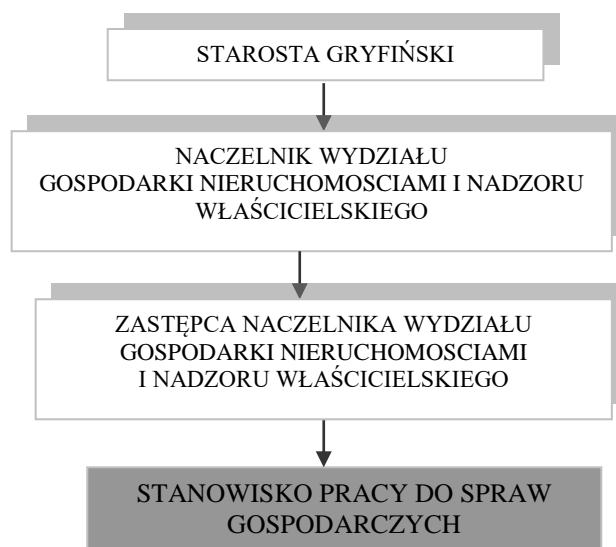 STAROSTA GRYFIŃSKI
NACZELNIK WYDZIAŁU
GOSPODARKI NIERUCHOMOSCIAMI I NADZORU
WŁAŚCICIELSKIEGO
ZASTĘPCA NACZELNIKA WYDZIAŁU
GOSPODARKI NIERUCHOMOSCIAMI
I NADZORU WŁAŚCICIELSKIEGO
STANOWISKO PRACY DO SPRAW
GOSPODARCZYCH